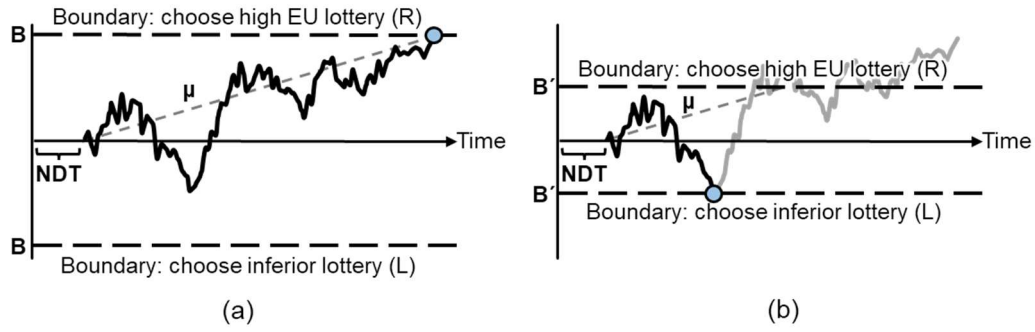 Boundary: choose high EU lottery (R)
B
μ
Time
NDT
B
Boundary: choose inferior lottery (L)
(a)
Boundary: choose high EU lottery (R)
B´
μ
Time
NDT
B´
Boundary: choose inferior lottery (L)
(b)